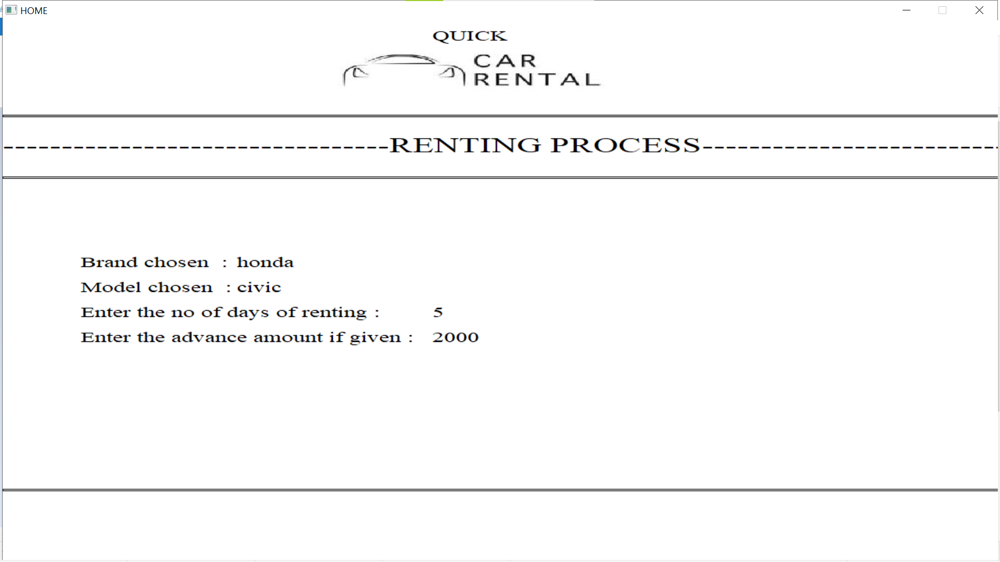 HOME
QUICK
CAR
RENTAL
---------------------------------RENTING PROCESS-------------------------
Brand chosen : honda
Model chosen : civic
Enter the no of days of renting : 5
Enter the advance amount if given : 2000